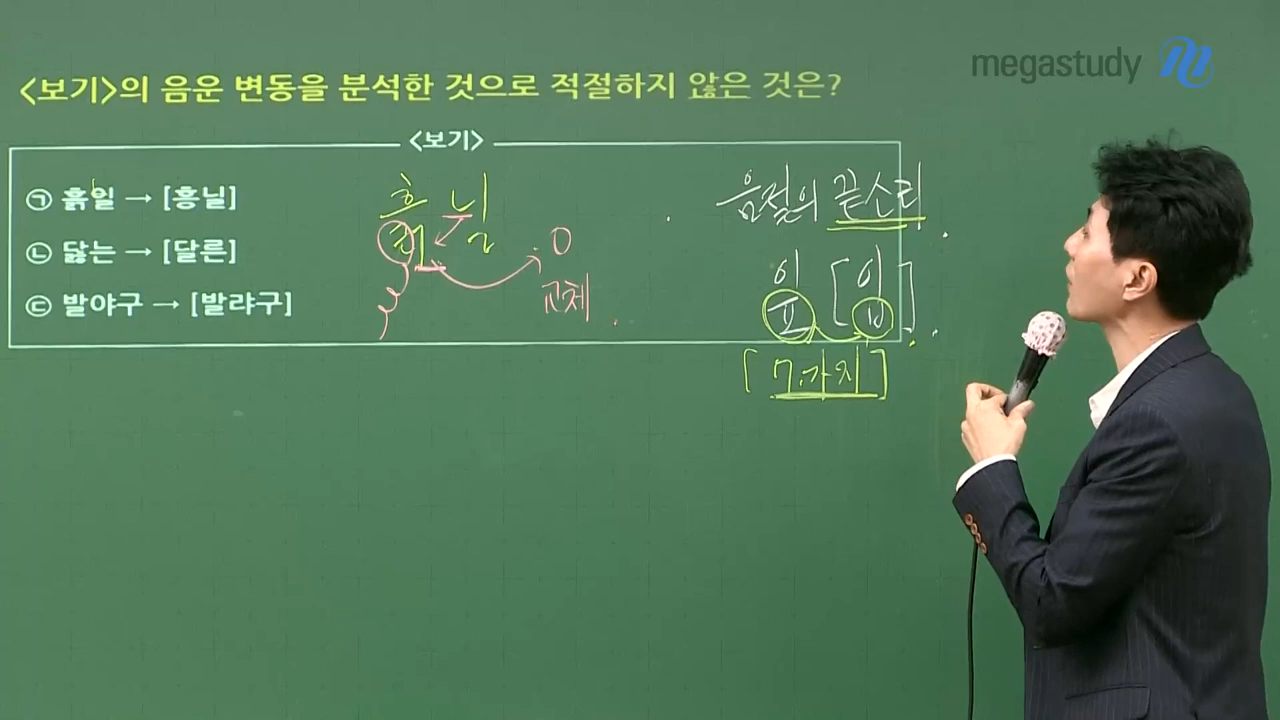 megastudy
<보기>의 음운 변동을 분석한 것으로 적절하지 않은 것은?
<보기>
㉠ 흙일 → [흥닐]
㉡ 닳는 → [달른]
㉢ 발야구 → [발랴구]
음절의 끝소리
잎 [입]
[7가지]
ㅇ
교체